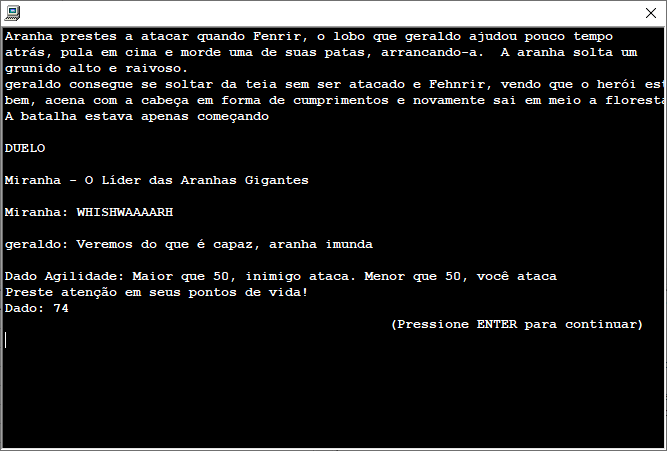 Aranha prestes a atacar quando Fenrir, o lobo que geraldo ajudou pouco tempo
atrás, pula em cima e morde uma de suas patas, arrancando-a.  A aranha solta um
grunido alto e raivoso.
geraldo consegue se soltar da teia sem ser atacado e Fehnrir, vendo que o herói est
bem, acena com a cabeça em forma de cumprimentos e novamente sai em meio a floresta
A batalha estava apenas começando
DUELO
Miranha - O Líder das Aranhas Gigantes
Miranha: WHISHWAAAARH
geraldo: Veremos do que é capaz, aranha imunda
Dado Agilidade: Maior que 50, inimigo ataca. Menor que 50, você ataca
Preste atenção em seus pontos de vida!
Dado: 74
(Pressione ENTER para continuar)